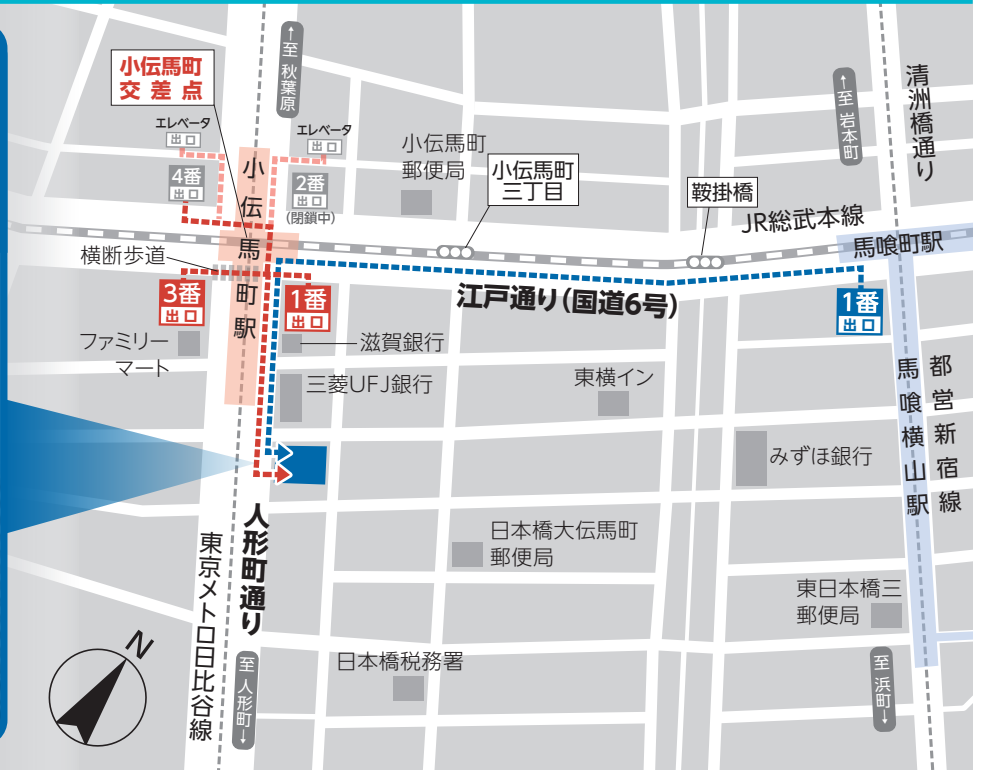 ↑至 秋葉原
小伝馬町
交差点
エレベータ
出口
エレベータ
出口
4番
出口
2番
出口
(閉鎖中)
小伝馬町駅
小伝馬町
郵便局
小伝馬町
三丁目
鞍掛橋
↑至 岩本町
清洲橋通り
JR総武本線
馬喰町駅
横断歩道
3番
出口
1番
出口
江戸通り(国道6号)
1番
出口
ファミリー
マート
滋賀銀行
三菱UFJ銀行
東横イン
みずほ銀行
馬喰横山駅
都営新宿線
人形町通り
東京メトロ日比谷線
日本橋大伝馬町
郵便局
東日本橋三
郵便局
日本橋税務署
至 人形町↓
至 浜町↓
N